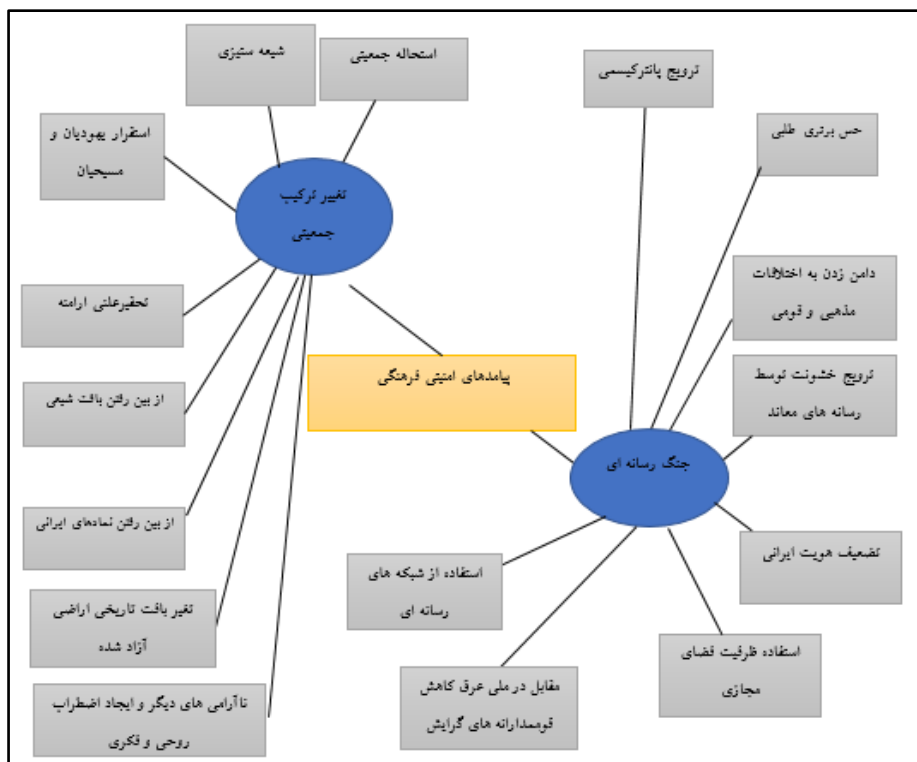 شیعه ستیزی
استحاله جمعیتی
ترویج پانترکیسمی
حس برتری طلبی
استقرار یهودیان و
مسیحیان
تغییر ترکیب
جمعیتی
دامن زدن به اختلافات
مذهبی و قومی
تحقیرعلنی ارامنه
پیامدهای امنیتی فرهنگی
ترویج خشونت توسط
رسانه های معاند
از بین رفتن بافت شیعی
جنگ رسانه ای
از بین رفتن نمادهای ایرانی
تضعیف هویت ایرانی
استفاده از شبکه های
رسانه ای
تغیر بافت تاریخی اراضی
آزاد شده
استفاده ظرفیت فضای
مجازی
مقابل در ملی عرق کاهش
قوممدارانه های گرایش
ناآرامی های دیگر و ایجاد اضطراب
روحی و فکری